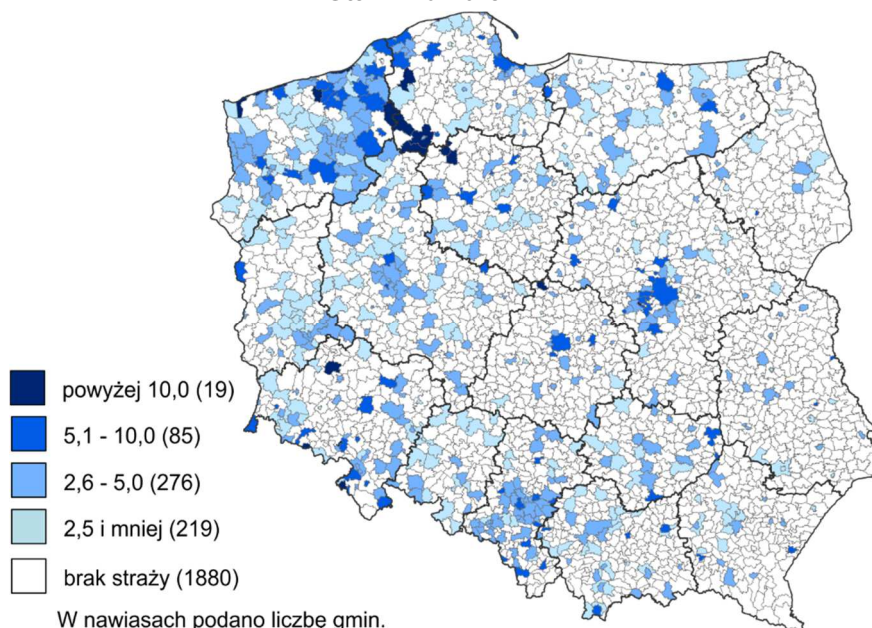 powyżej 10,0 (19)
5,1 - 10,0 (85)
2,6 - 5,0 (276)
2,5 i mniej (219)
brak straży (1880)
W nawiasach podano liczbę gmin.